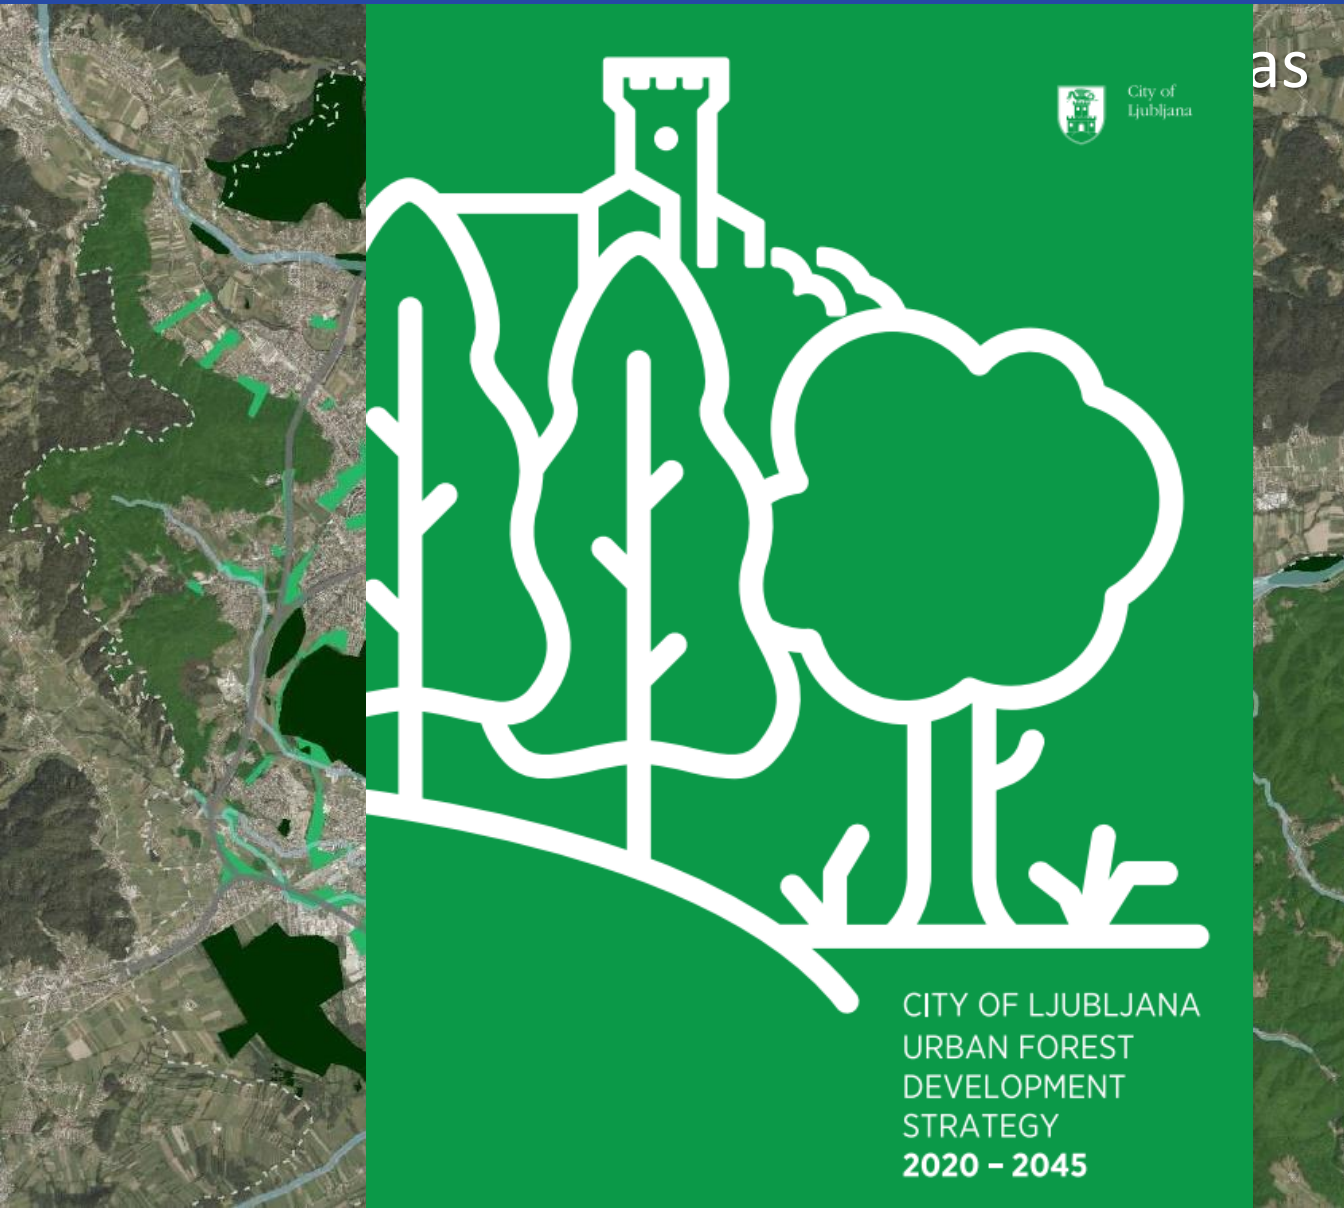 as
City of
Ljubljana
CITY OF LJUBLJANA
URBAN FOREST
DEVELOPMENT
STRATEGY
2020 – 2045